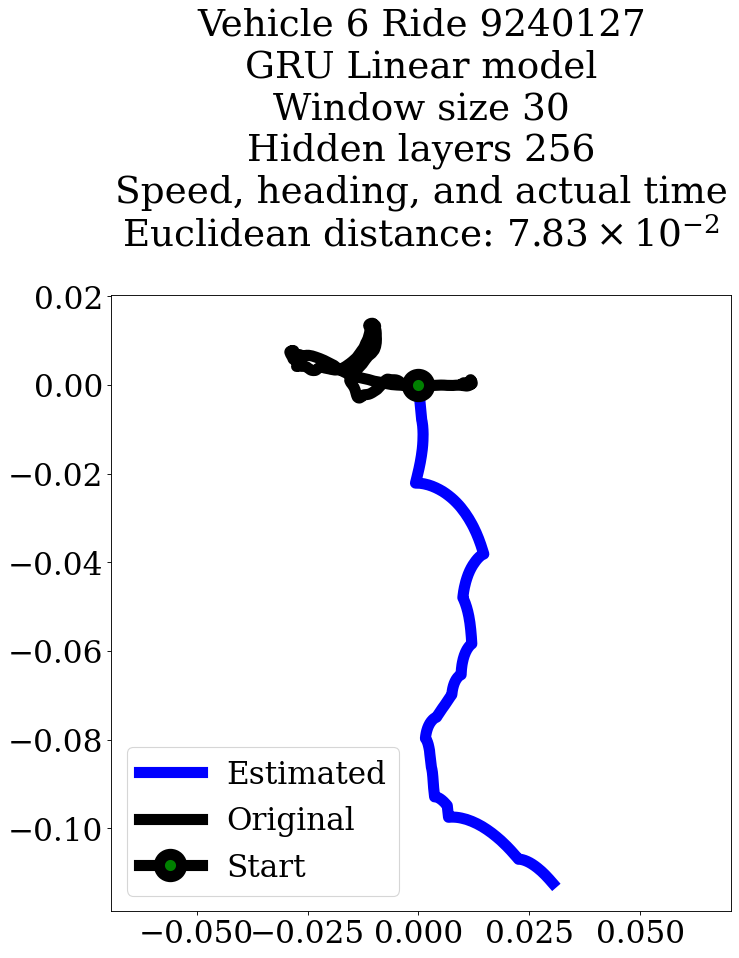 Vehicle 6 Ride 9240127
GRU Linear model
Window size 30
Hidden layers 256
Speed, heading, and actual time
Euclidean distance: 7.83 × 10⁻²
0.02
0.00
−0.02
−0.04
−0.06
−0.08
−0.10
Estimated
Original
Start
−0.050 −0.025 0.000 0.025 0.050